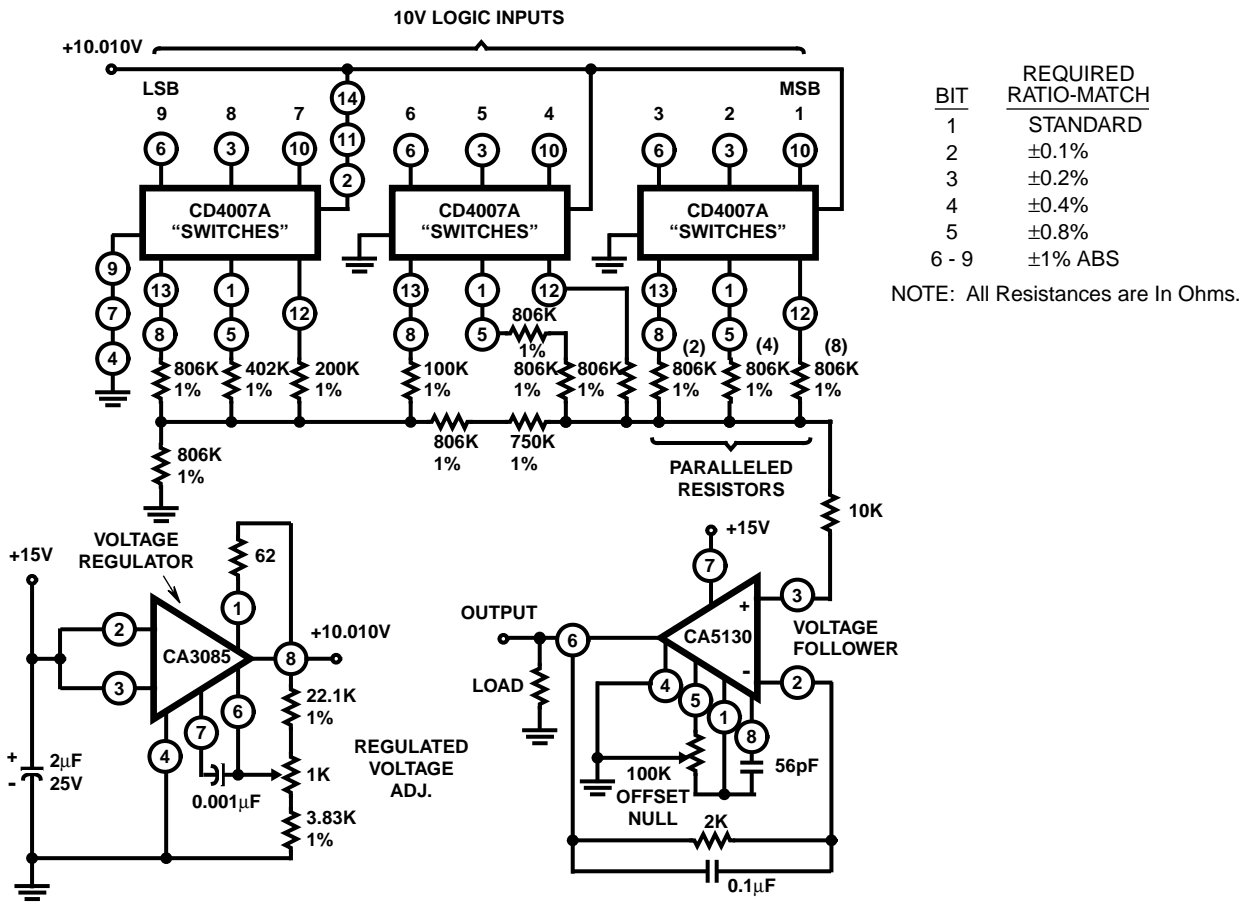 10V LOGIC INPUTS
+10.010V
LSB
MSB
9 8 7
6 5 4
3 2 1
6 3 10
14
11
2
6 3 10
6 3 10
CD4007A
“SWITCHES”
CD4007A
“SWITCHES”
CD4007A
“SWITCHES”
9
7
4
13 1 12
8 5
13 1 12
8 5
13 1 12
8 5
806K
1%
402K
1%
200K
1%
100K
1%
806K
1%
806K
1%
806K
1%
(2)
806K
1%
(4)
806K
1%
(8)
806K
1%
806K
1%
750K
1%
806K
1%
PARALLELED
RESISTORS
10K
BIT
REQUIRED
RATIO-MATCH
1 STANDARD
2 ±0.1%
3 ±0.2%
4 ±0.4%
5 ±0.8%
6 - 9 ±1% ABS
NOTE: All Resistances are In Ohms.
+15V
VOLTAGE
REGULATOR
62
1
2
3
CA3085
8
+10.010V
4
7
6
22.1K
1%
1K
3.83K
1%
0.001μF
+
-
2μF
25V
REGULATED
VOLTAGE
ADJ.
+15V
7
OUTPUT
6
LOAD
CA5130
+
-
3
2
VOLTAGE
FOLLOWER
4
5
1
8
56pF
100K
OFFSET
NULL
2K
0.1μF